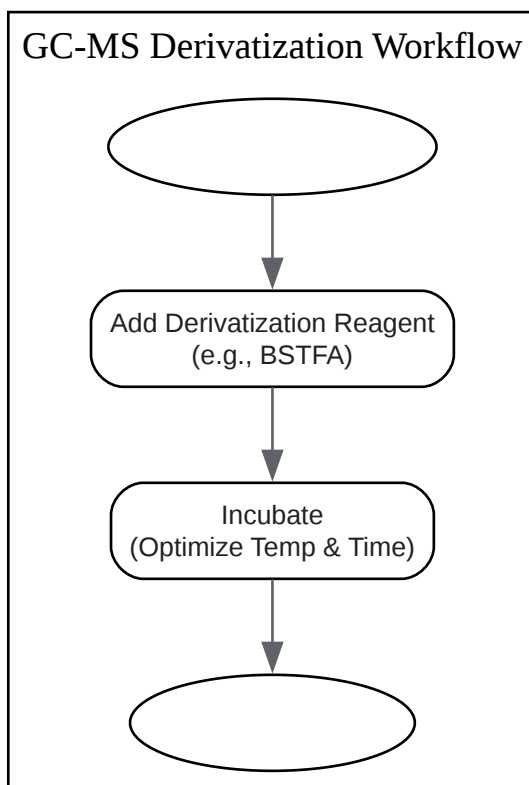 GC-MS Derivatization Workflow
Add Derivatization Reagent
(e.g., BSTFA)
Incubate
(Optimize Temp & Time)